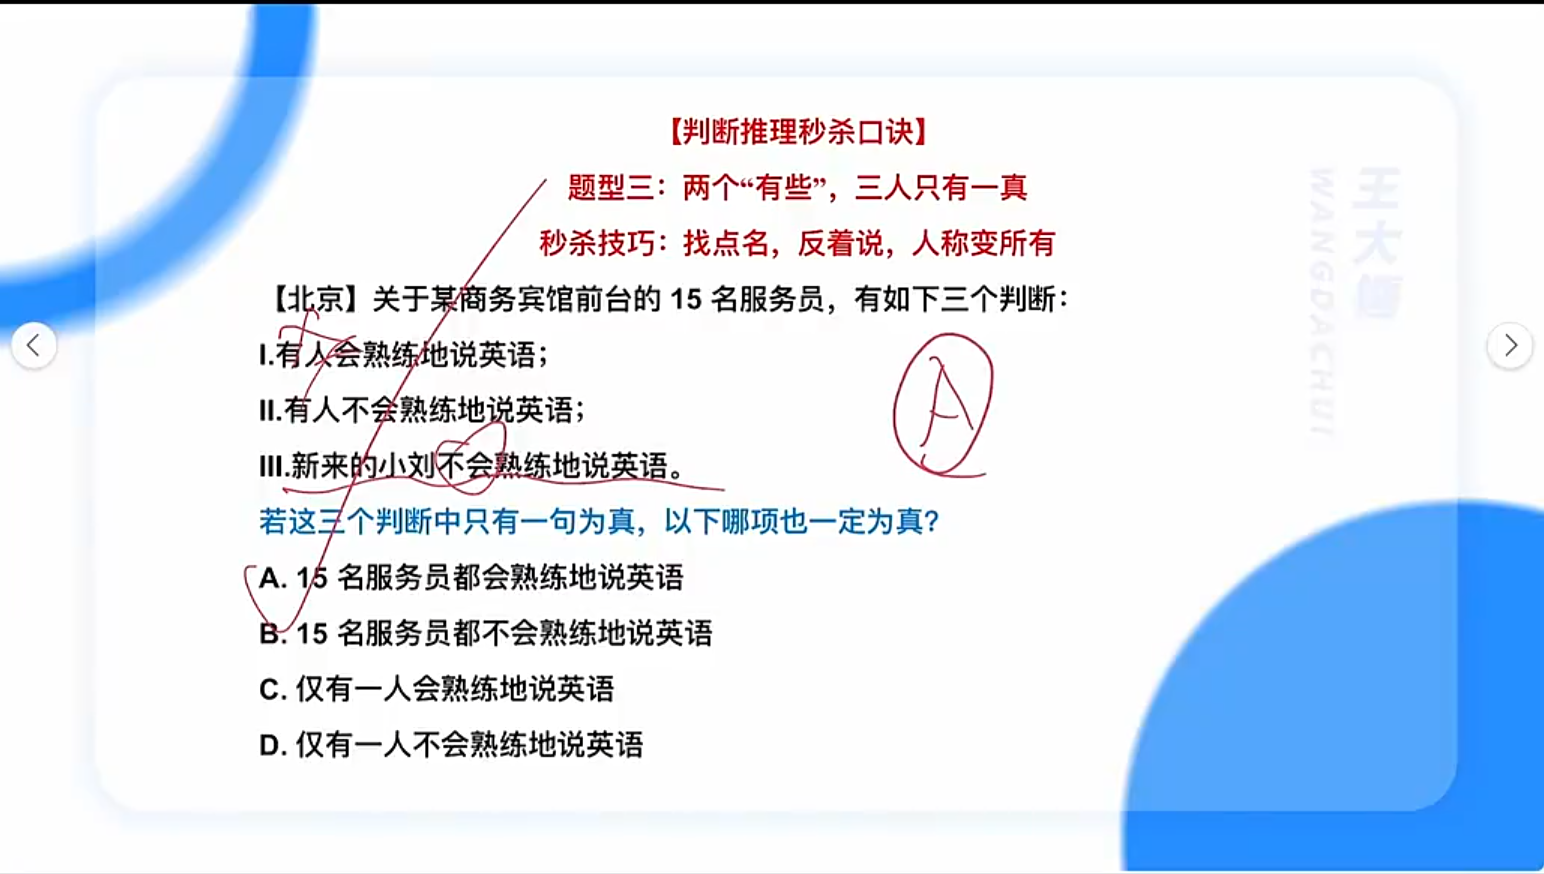 【判断推理秒杀口诀】
题型三：两个“有些”，三人只有一真
秒杀技巧：找点名，反着说，人称变所有
【北京】关于某商务宾馆前台的 15 名服务员，有如下三个判断：
I.有人会熟练地说英语；
II.有人不会熟练地说英语；
III.新来的小刘不会熟练地说英语。
若这三个判断中只有一句为真，以下哪项也一定为真？
A. 15 名服务员都会熟练地说英语
B. 15 名服务员都不会熟练地说英语
C. 仅有一人会熟练地说英语
D. 仅有一人不会熟练地说英语
A
王大锤
WANGDACHUI